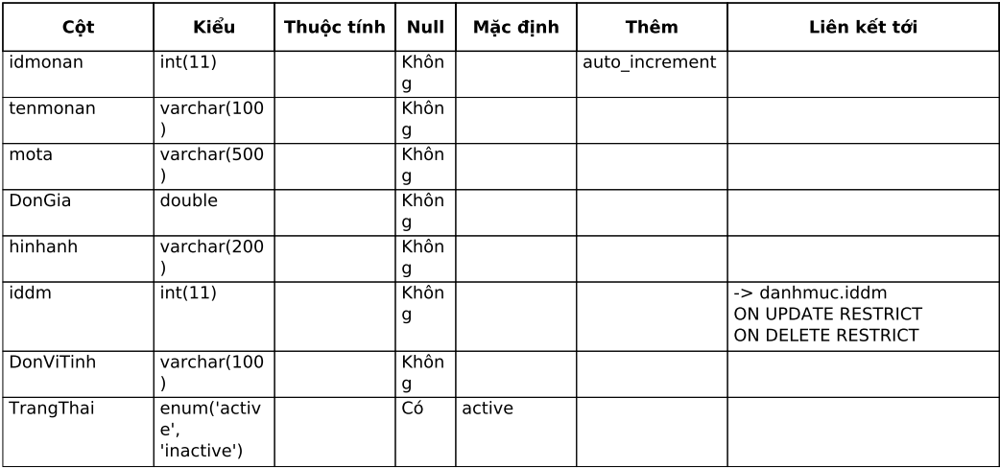 Cột Kiểu Thuộc tính Null Mặc định Thêm Liên kết tới
idmonan int(11) Khôn auto_increment
g
tenmonan varchar(100 Khôn
) g
mota varchar(500 Khôn
) g
DonGia double Khôn
g
hinhanh varchar(200 Khôn
) g
iddm int(11) Khôn -> danhmuc.iddm
g ON UPDATE RESTRICT
ON DELETE RESTRICT
DonViTinh varchar(100 Khôn
) g
TrangThai enum('activ Có active
e',
'inactive')